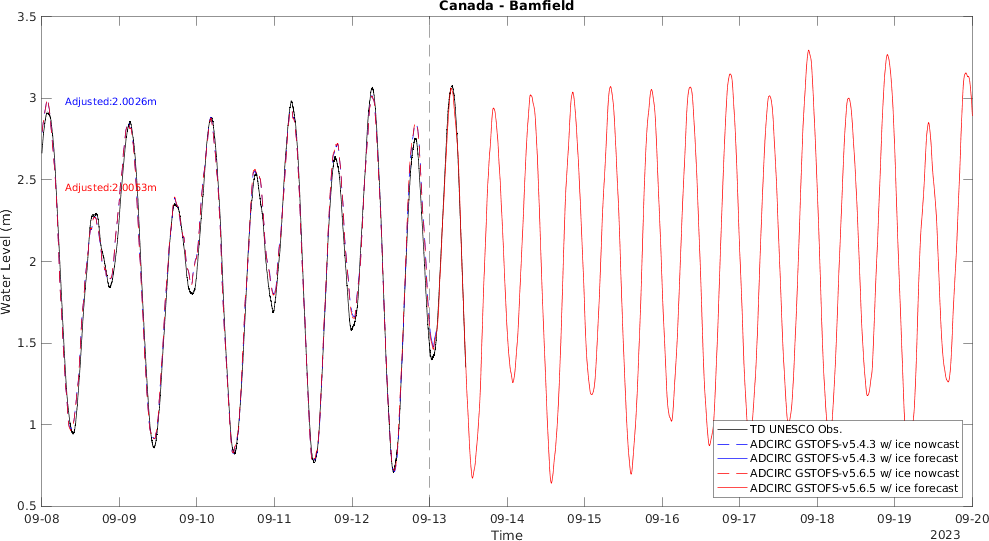 Canada - Bamfield
3.5
3
2.5
2
1.5
1
0.5
Water Level (m)
Adjusted:2.0026m
Adjusted:2.0053m
TD UNESCO Obs.
ADCIRC GSTOFS-v5.4.3 w/ ice nowcast
ADCIRC GSTOFS-v5.4.3 w/ ice forecast
ADCIRC GSTOFS-v5.6.5 w/ ice nowcast
ADCIRC GSTOFS-v5.6.5 w/ ice forecast
09-08 09-09 09-10 09-11 09-12 09-13 09-14 09-15 09-16 09-17 09-18 09-19 09-20
Time
2023